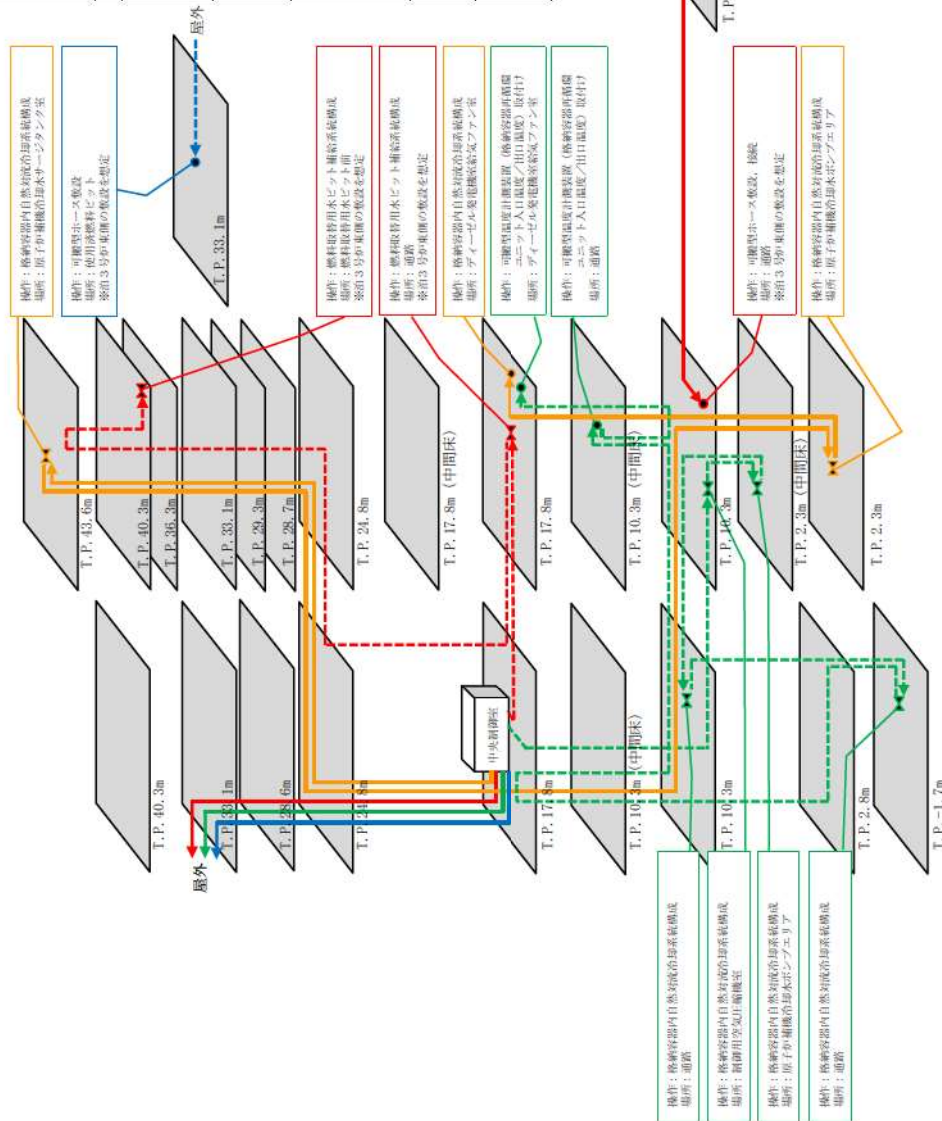 屋外
T.P.
操作：格納容器内自然対流冷却系統構成
場所：原子炉補機冷却水サージタンク室
操作：可搬型ホース敷設
場所：使用済燃料ピット
※泊３号炉東側の敷設を想定
T.P. 33.1m
操作：燃料取替用水ピット補給系統構成
場所：燃料取替用水ピット前
※泊３号炉東側の敷設を想定
操作：燃料取替用水ピット補給系統構成
場所：通路
※泊３号炉東側の敷設を想定
操作：格納容器内自然対流冷却系統構成
場所：ディーゼル発電機室給気ファン室
操作：可搬型温度計測装置（格納容器再循環
ユニット入口温度／出口温度）取付け
場所：ディーゼル発電機室給気ファン室
操作：可搬型温度計測装置（格納容器再循環
ユニット入口温度／出口温度）取付け
場所：通路
操作：可搬型ホース敷設、接続
場所：通路
※泊３号炉東側の敷設を想定
操作：格納容器内自然対流冷却系統構成
場所：原子炉補機冷却水ポンプエリア
T.P. 43.6m
T.P. 40.3m
T.P. 36.3m
T.P. 33.1m
T.P. 29.3m
T.P. 28.7m
T.P. 24.8m
T.P. 17.8m（中間床）
T.P. 17.8m
T.P. 10.3m（中間床）
T.P. 10.3m
T.P. 2.3m（中間床）
T.P. 2.3m
T.P. 40.3m
T.P. 33.1m
T.P. 28.6m
T.P. 24.8m
中央制御室
T.P. 17.8m
T.P. 10.3m（中間床）
T.P. 10.3m
T.P. 2.8m
T.P. -1.7m
屋外
操作：格納容器内自然対流冷却系統構成
場所：通路
操作：格納容器内自然対流冷却系統構成
場所：制御用空気圧縮機室
操作：格納容器内自然対流冷却系統構成
場所：原子炉補機冷却水ポンプエリア
操作：格納容器内自然対流冷却系統構成
場所：通路